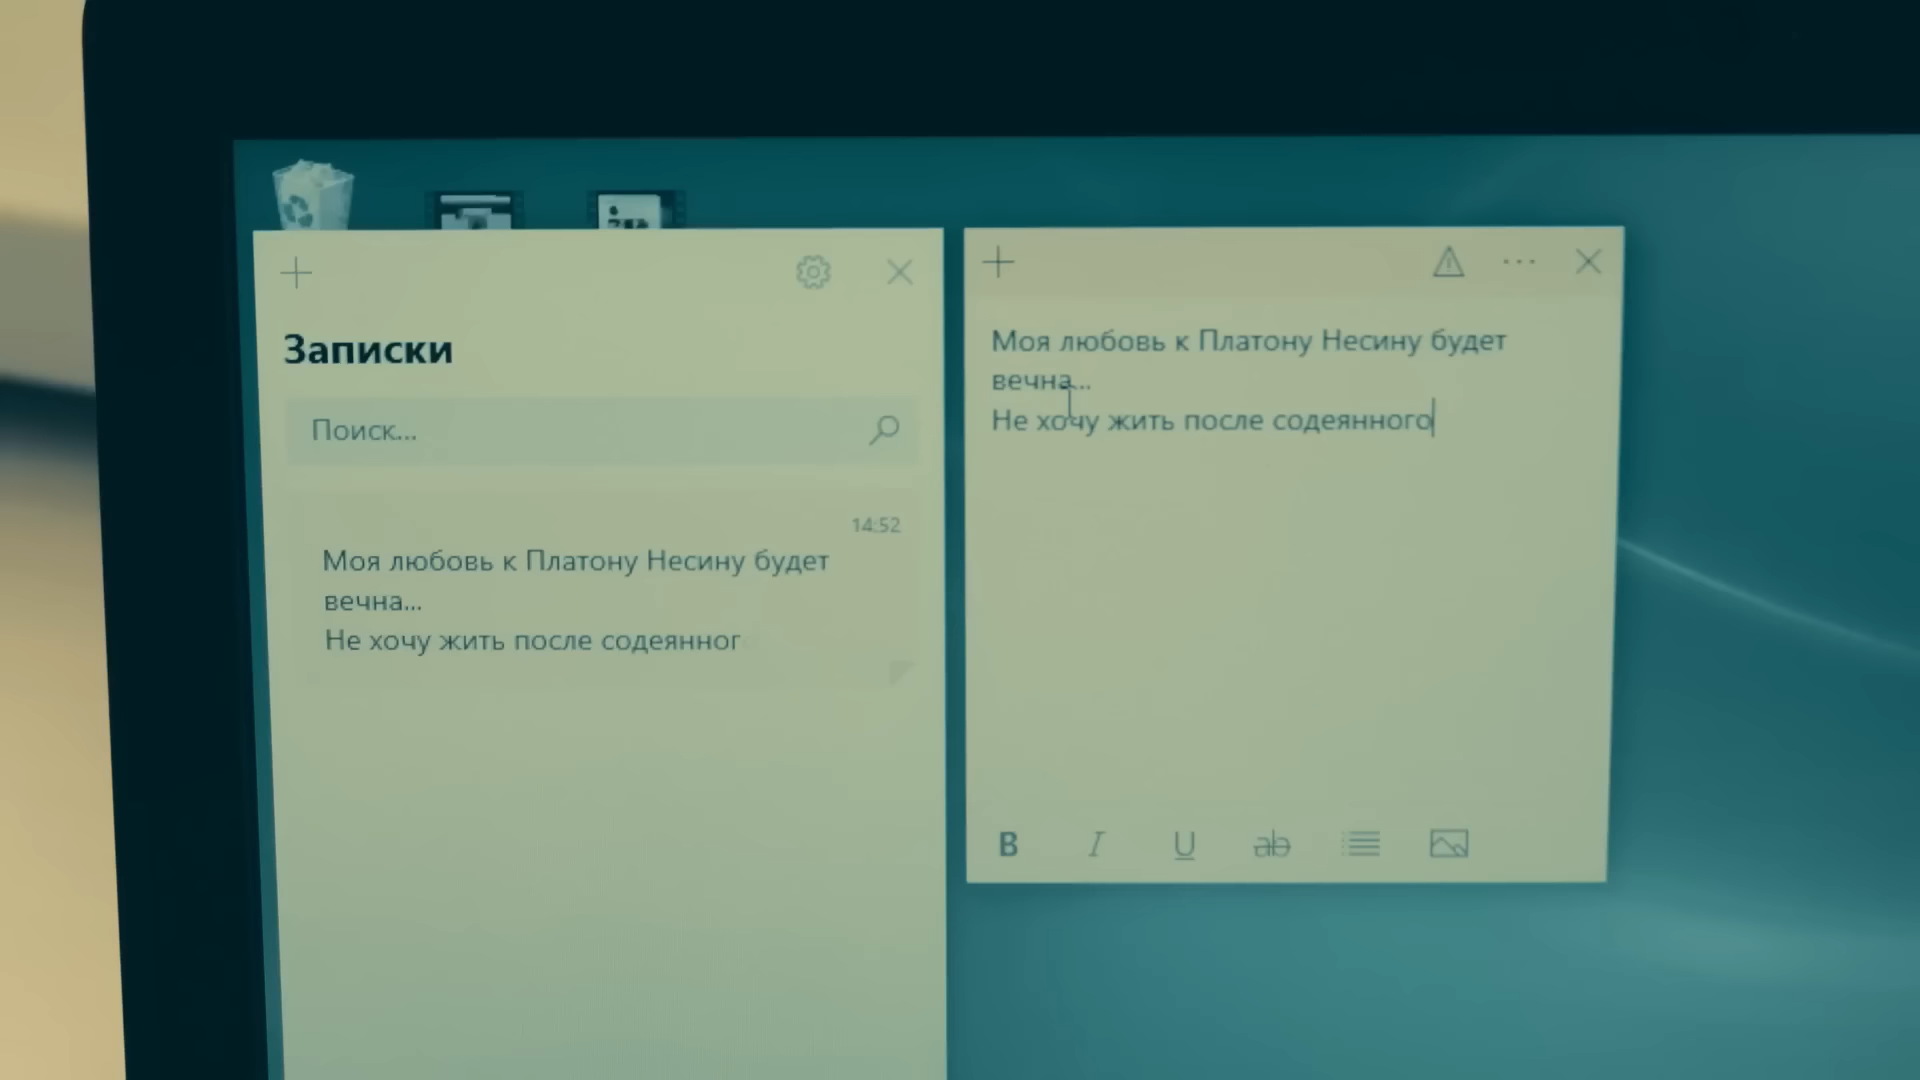 Записки
Поиск...
14:52
Моя любовь к Платону Несину будет
вечна...
Не хочу жить после содеянног
Моя любовь к Платону Несину будет
вечна...
Не хочу жить после содеянного
B I U ab